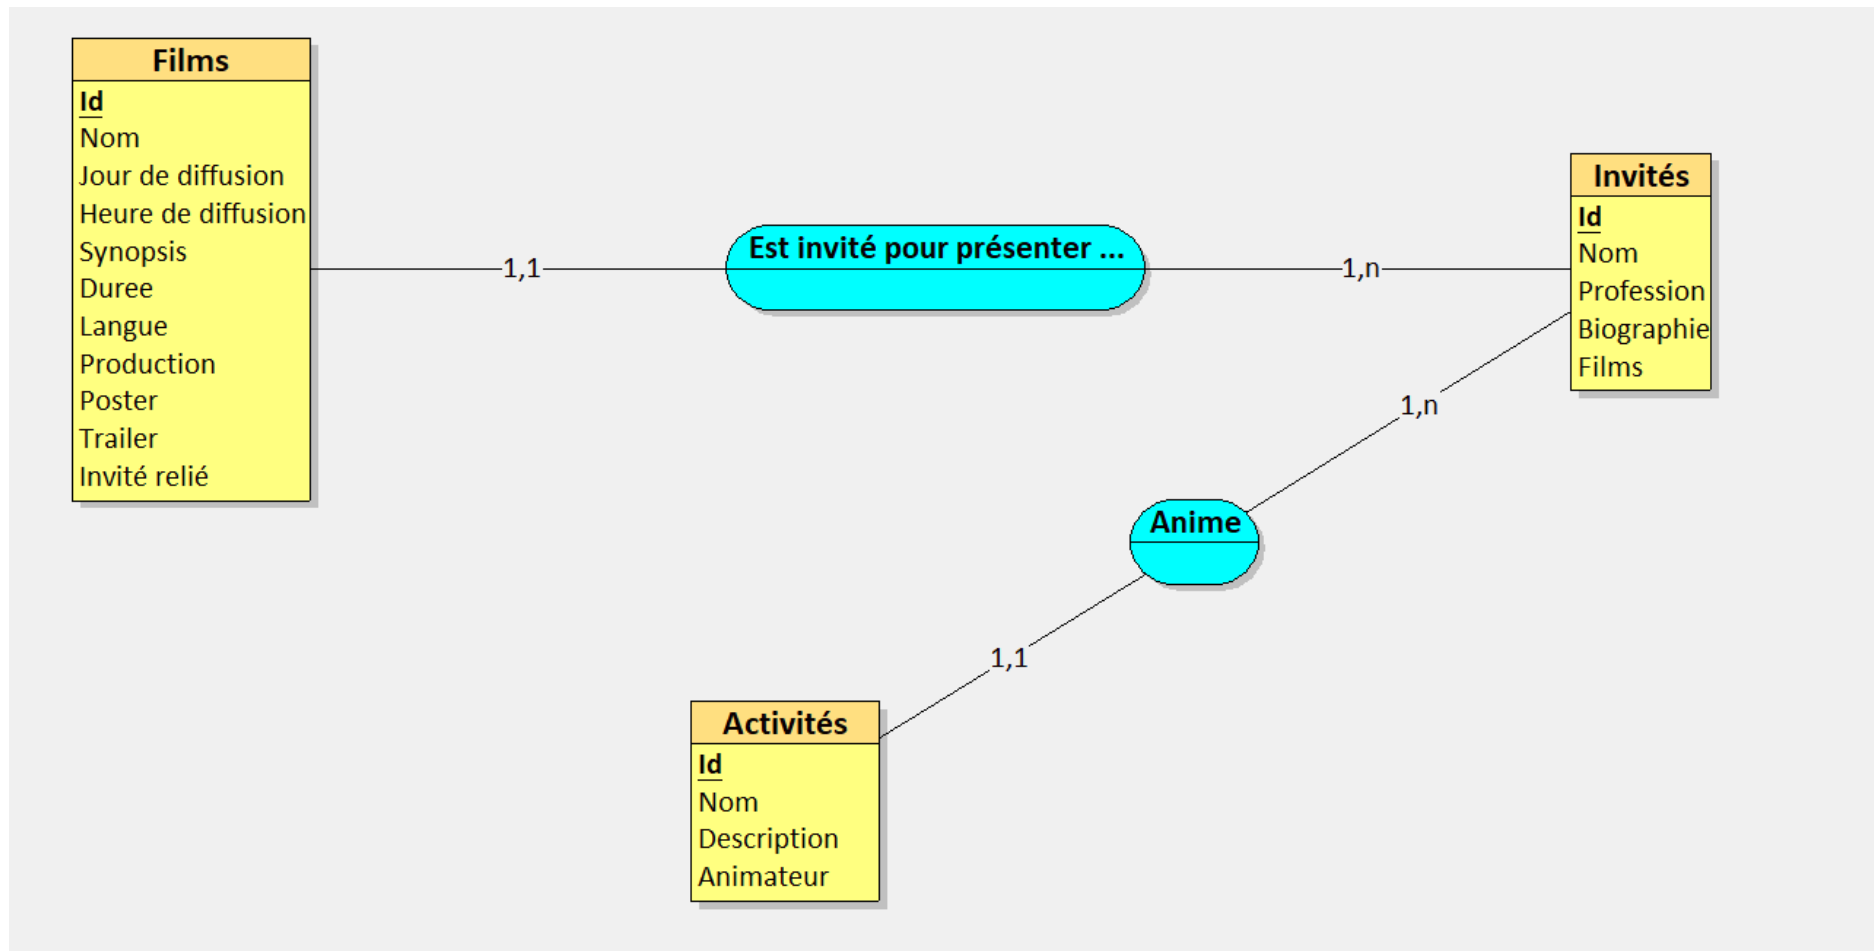 Films
Id
Nom
Jour de diffusion
Heure de diffusion
Synopsis
Duree
Langue
Production
Poster
Trailer
Invité relié
1,1
Est invité pour présenter ...
1,n
Invités
Id
Nom
Profession
Biographie
Films
1,n
Anime
1,1
Activités
Id
Nom
Description
Animateur